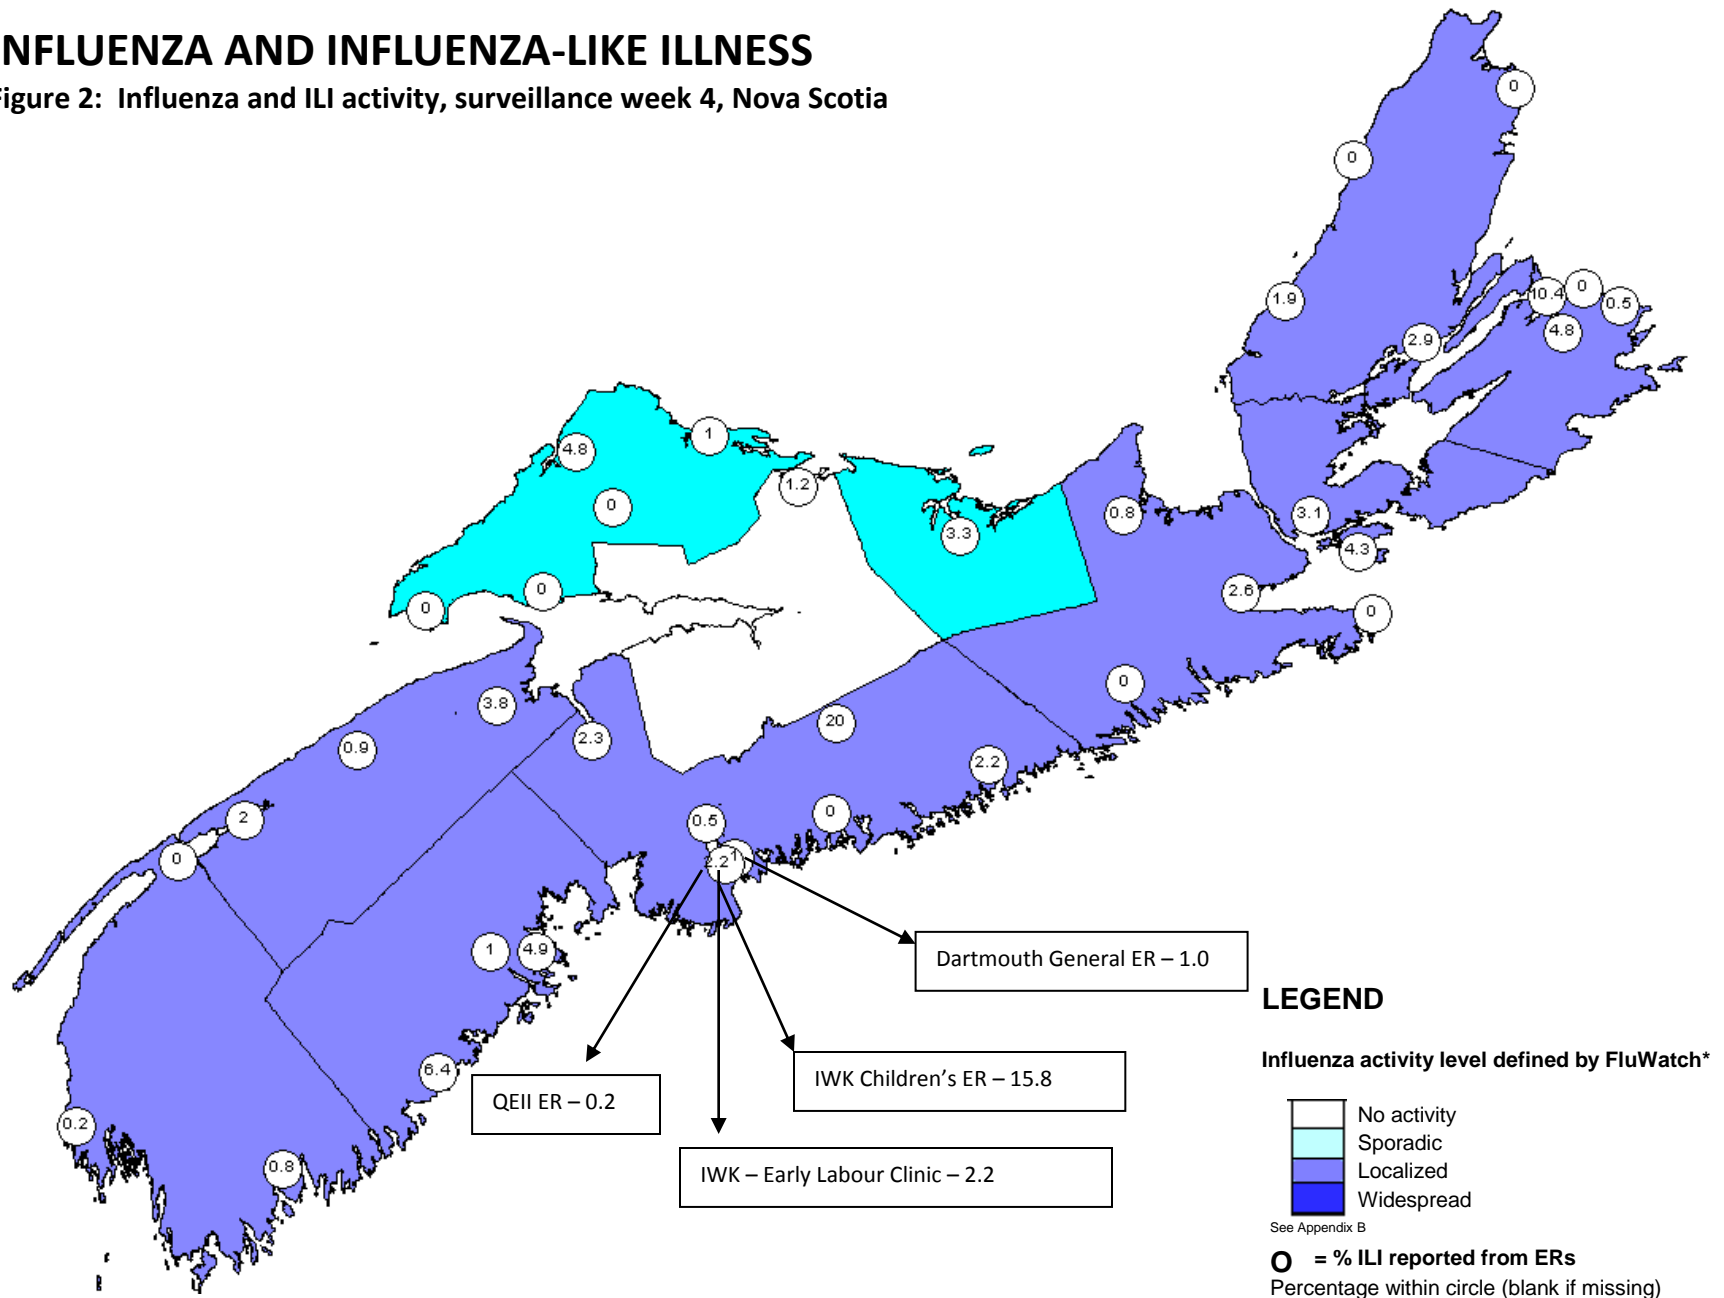 NFLUENZA AND INFLUENZA-LIKE ILLNESS
Figure 2: Influenza and ILI activity, surveillance week 4, Nova Scotia
0
0
1.9
10.4
0
0.5
2.9
4.8
4.8
1
1.2
0
3.3
0.8
3.1
4.3
0
0
2.6
0
0
3.8
0.9
2.3
20
2.2
2
0.5
0
0
2.2
1
1
4.9
6.4
0.2
0.8
Dartmouth General ER – 1.0
IWK Children's ER – 15.8
QEII ER – 0.2
IWK – Early Labour Clinic – 2.2
LEGEND
Influenza activity level defined by FluWatch*
No activity
Sporadic
Localized
Widespread
See Appendix B
O = % ILI reported from ERs
Percentage within circle (blank if missing)